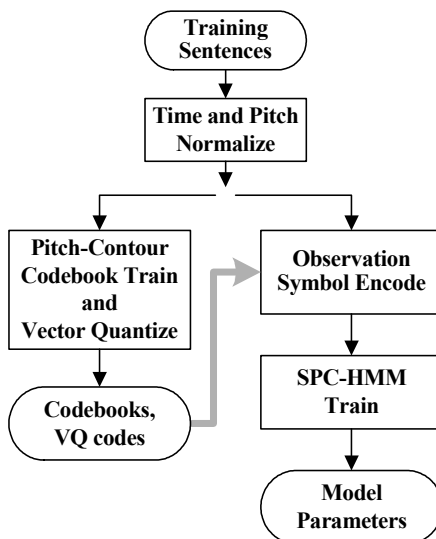 Training
Sentences
Time and Pitch
Normalize
Pitch-Contour
Codebook Train
and
Vector Quantize
Codebooks,
VQ codes
Observation
Symbol Encode
SPC-HMM
Train
Model
Parameters